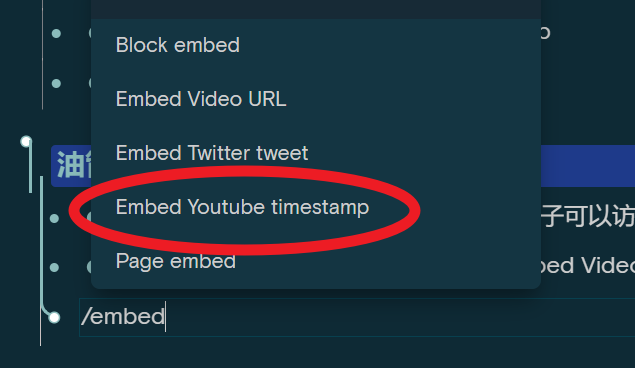 Block embed
Embed Video URL
Embed Twitter tweet
油
Embed Youtube timestamp
子可以访
Page embed
bed Video
/embed